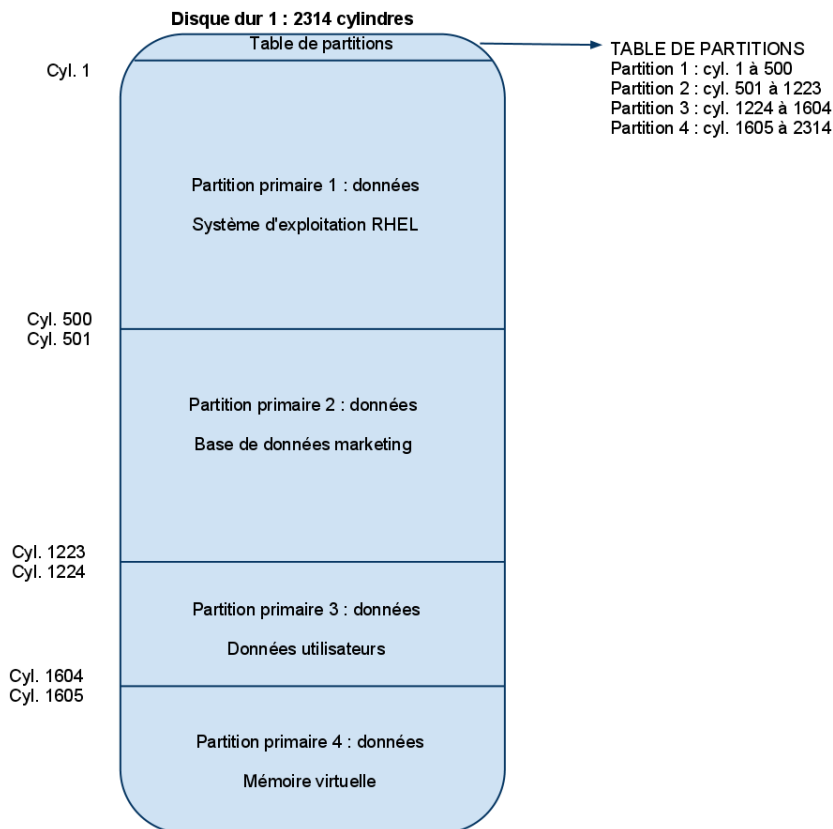 Disque dur 1 : 2314 cylindres
Table de partitions
TABLE DE PARTITIONS
Partition 1 : cyl. 1 à 500
Partition 2 : cyl. 501 à 1223
Partition 3 : cyl. 1224 à 1604
Partition 4 : cyl. 1605 à 2314
Cyl. 1
Partition primaire 1 : données
Système d'exploitation RHEL
Cyl. 500
Cyl. 501
Partition primaire 2 : données
Base de données marketing
Cyl. 1223
Cyl. 1224
Partition primaire 3 : données
Données utilisateurs
Cyl. 1604
Cyl. 1605
Partition primaire 4 : données
Mémoire virtuelle